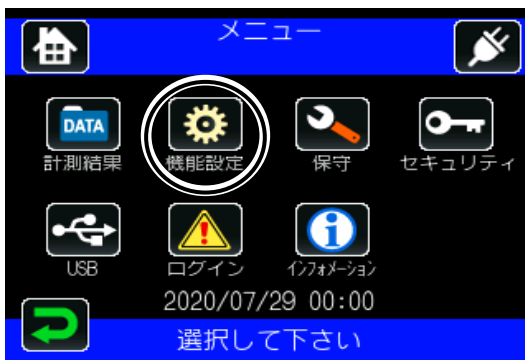 メニュー
DATA
計測結果
機能設定
保守
セキュリティ
USB
ログイン
ｲﾝﾌｫﾒｰｼｮﾝ
2020/07/29 00:00
選択して下さい